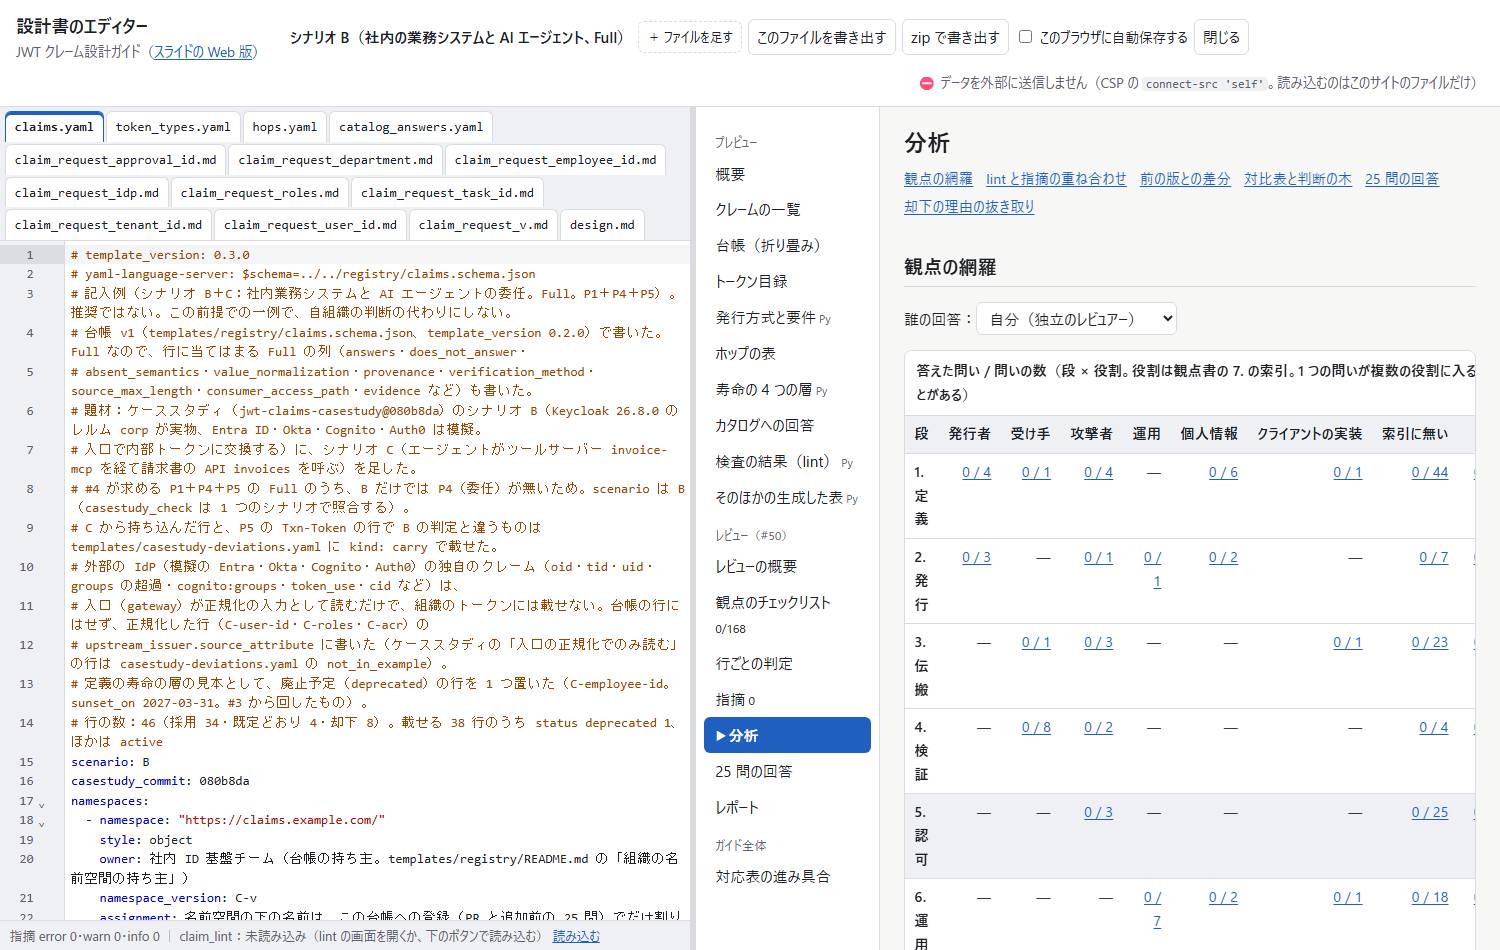 設計書のエディター
JWT クレーム設計ガイド（スライドの Web 版）
シナリオ B（社内の業務システムと AI エージェント、Full）
＋ ファイルを足す
このファイルを書き出す
zip で書き出す
このブラウザに自動保存する
閉じる
データを外部に送信しません（CSP の connect-src 'self'。読み込むのはこのサイトのファイルだけ）
claims.yaml
token_types.yaml
hops.yaml
catalog_answers.yaml
claim_request_approval_id.md
claim_request_department.md
claim_request_employee_id.md
claim_request_idp.md
claim_request_roles.md
claim_request_task_id.md
claim_request_tenant_id.md
claim_request_user_id.md
claim_request_v.md
design.md
1 # template_version: 0.3.0
2 # yaml-language-server: $schema=../../registry/claims.schema.json
3 # 記入例（シナリオ B＋C：社内業務システムと AI エージェントの委任。Full。P1＋P4＋P5）。
推奨ではない。この前提での一例で、自組織の判断の代わりにしない。
4 # 台帳 v1（templates/registry/claims.schema.json、template_version 0.2.0）で書いた。
Full なので、行に当てはまる Full の列（answers・does_not_answer・
5 # absent_semantics・value_normalization・provenance・verification_method・
source_max_length・consumer_access_path・evidence など）も書いた。
6 # 題材：ケーススタディ（jwt-claims-casestudy@080b8da）のシナリオ B（Keycloak 26.8.0 の
レルム corp が実物、Entra ID・Okta・Cognito・Auth0 は模擬。
7 # 入口で内部トークンに交換する）に、シナリオ C（エージェントがツールサーバー invoice-
mcp を経て請求書の API invoices を呼ぶ）を足した。
8 # #4 が求める P1＋P4＋P5 の Full のうち、B だけでは P4（委任）が無いため。scenario は B
（casestudy_check は 1 つのシナリオで照合する）。
9 # C から持ち込んだ行と、P5 の Txn-Token の行で B の判定と違うものは
templates/casestudy-deviations.yaml に kind: carry で載せた。
10 # 外部の IdP（模擬の Entra・Okta・Cognito・Auth0）の独自のクレーム（oid・tid・uid・
groups の超過・cognito:groups・token_use・cid など）は、
11 # 入口（gateway）が正規化の入力として読むだけで、組織のトークンには載せない。台帳の行に
はせず、正規化した行（C-user-id・C-roles・C-acr）の
12 # upstream_issuer.source_attribute に書いた（ケーススタディの「入口の正規化でのみ読む」
の行は casestudy-deviations.yaml の not_in_example）。
13 # 定義の寿命の層の見本として、廃止予定（deprecated）の行を 1 つ置いた（C-employee-id。
sunset_on 2027-03-31。#3 から回したもの）。
14 # 行の数：46（採用 34・既定どおり 4・却下 8）。載せる 38 行のうち status deprecated 1、
ほかは active
15 scenario: B
16 casestudy_commit: 080b8da
17 namespaces:
18 - namespace: "https://claims.example.com/"
19 style: object
20 owner: 社内 ID 基盤チーム（台帳の持ち主。templates/registry/README.md の「組織の名
前空間の持ち主」）
21 namespace_version: C-v
22 assignment: 名前空間の下の名前は、この台帳への登録（PR と追加前の 25 問）でだけ割り
指摘 error 0・warn 0・info 0 | claim_lint：未読み込み（lint の画面を開くか、下のボタンで読み込む） 読み込む
プレビュー
概要
クレームの一覧
台帳（折り畳み）
トークン目録
発行方式と要件 Py
ホップの表
寿命の 4 つの層 Py
カタログへの回答
検査の結果（lint） Py
そのほかの生成した表 Py
レビュー（#50）
レビューの概要
観点のチェックリスト
0/168
行ごとの判定
指摘 0
▶ 分析
25 問の回答
レポート
ガイド全体
対応表の進み具合
分析
観点の網羅 lint と指摘の重ね合わせ 前の版との差分 対比表と判断の木 25 問の回答
却下の理由の抜き取り
観点の網羅
誰の回答： 自分（独立のレビュアー）
答えた問い / 問いの数（段 × 役割。役割は観点書の 7. の索引。1 つの問いが複数の役割に入る
とがある）
段 発行者 受け手 攻撃者 運用 個人情報 クライアントの実装 索引に無い
1. 定義 0 / 4 0 / 1 0 / 4 — 0 / 6 0 / 1 0 / 44
2. 発行 0 / 3 — 0 / 1 0 / 1 0 / 2 — 0 / 7
3. 伝搬 — 0 / 1 0 / 3 — — 0 / 1 0 / 23
4. 検証 — 0 / 8 0 / 2 — — — 0 / 4
5. 認可 — — 0 / 3 — — — 0 / 25
6. 運用 — — — 0 / 7 0 / 2 0 / 1 0 / 18